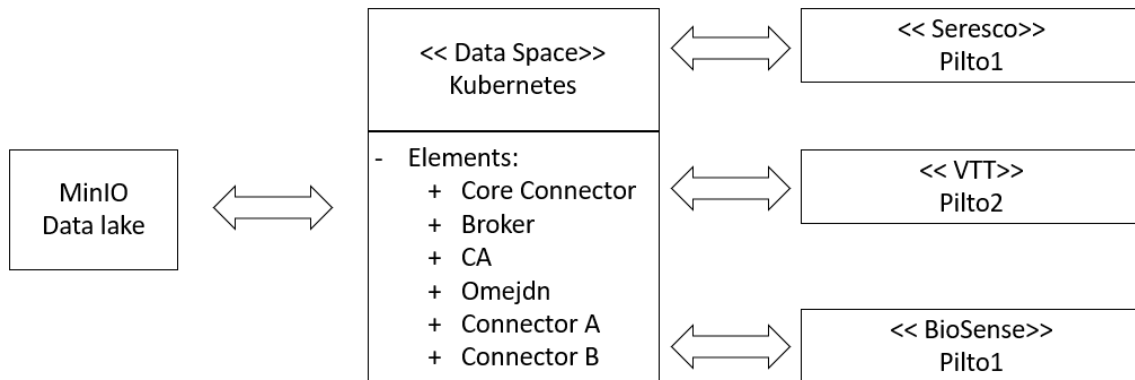 MinIO
Data lake
<< Data Space>>
Kubernetes
- Elements:
+ Core Connector
+ Broker
+ CA
+ Omejdn
+ Connector A
+ Connector B
<< Seresco>>
Pilto1
<< VTT>>
Pilto2
<< BioSense>>
Pilto1